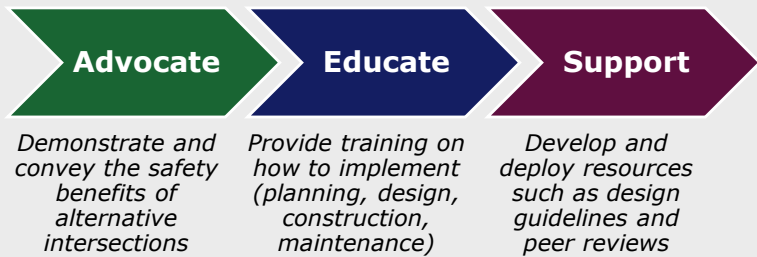 Advocate
Demonstrate and
convey the safety
benefits of
alternative
intersections
Educate
Provide training on
how to implement
(planning, design,
construction,
maintenance)
Support
Develop and
deploy resources
such as design
guidelines and
peer reviews